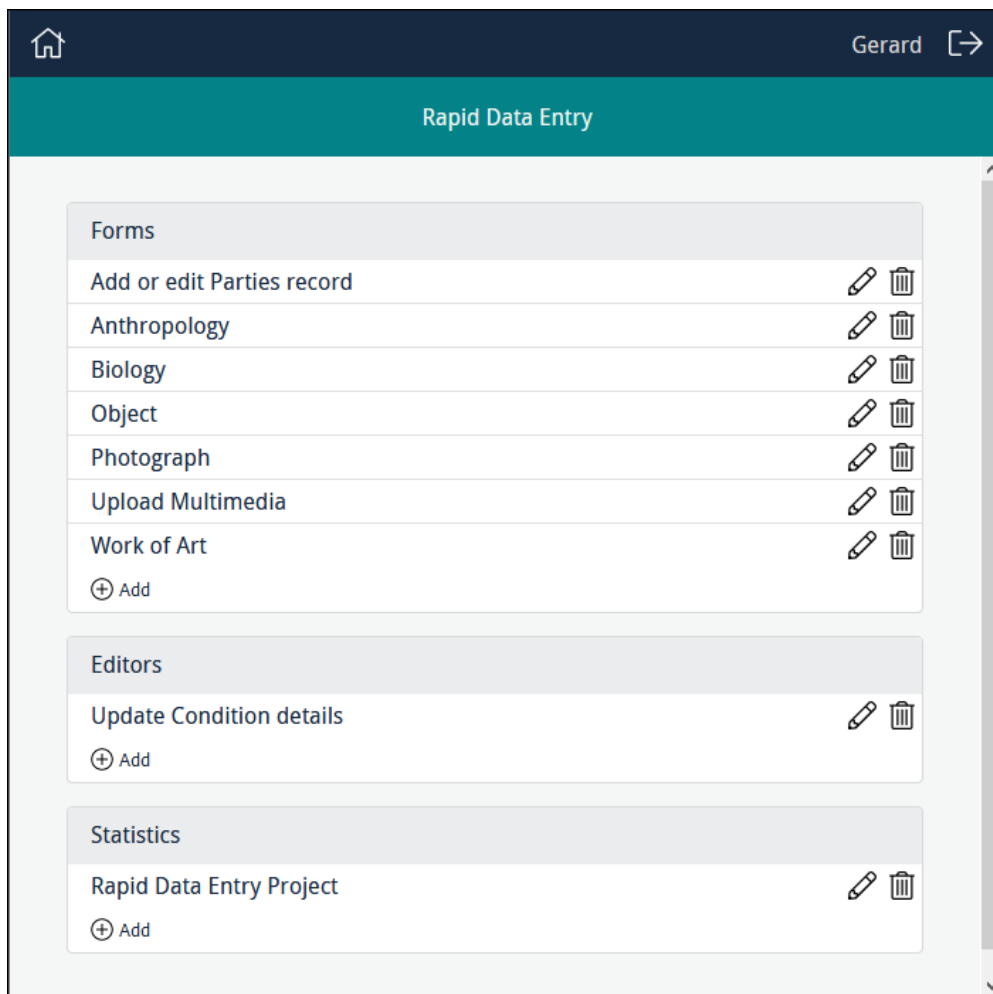 Gerard
Rapid Data Entry
Forms
Add or edit Parties record
Anthropology
Biology
Object
Photograph
Upload Multimedia
Work of Art
Add
Editors
Update Condition details
Add
Statistics
Rapid Data Entry Project
Add